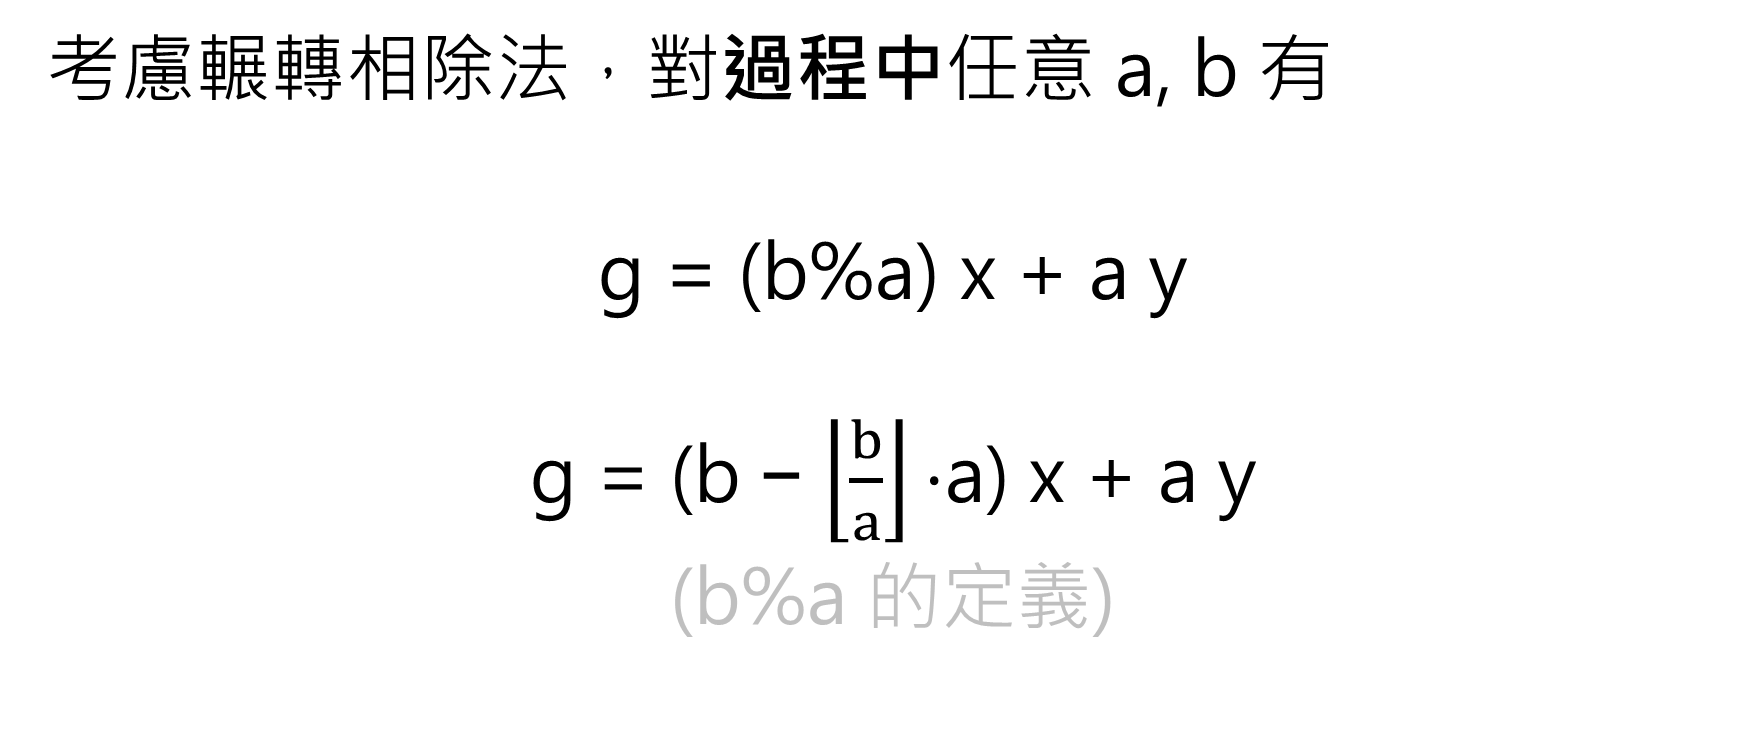 考慮輾轉相除法，對過程中任意 a, b 有
g = (b%a) x + a y
g = (b − ⌊b/a⌋ ·a) x + a y
(b%a 的定義)